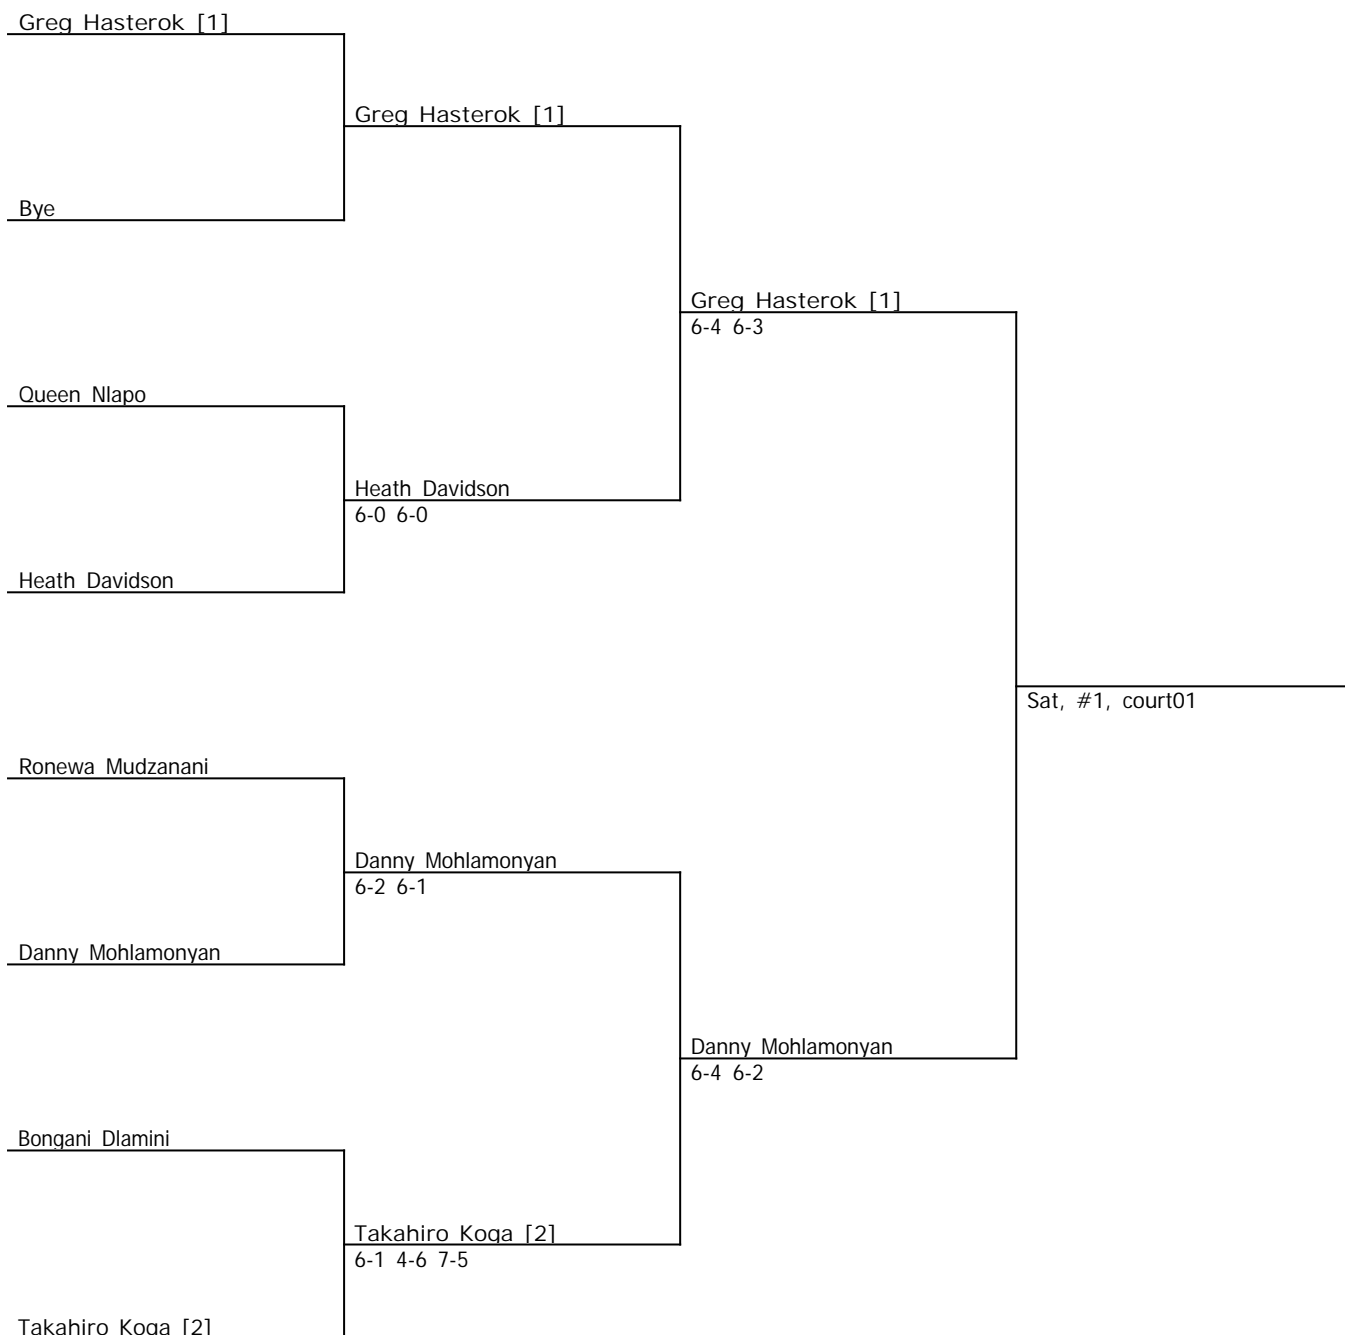 Greg Hasterok [1]
Greg Hasterok [1]
Bye
Greg Hasterok [1]
6-4 6-3
Queen Nlapo
Heath Davidson
6-0 6-0
Heath Davidson
Sat, #1, court01
Ronewa Mudzanani
Danny Mohlamonyan
6-2 6-1
Danny Mohlamonyan
Danny Mohlamonyan
6-4 6-2
Bongani Dlamini
Takahiro Koga [2]
6-1 4-6 7-5
Takahiro Koga [2]